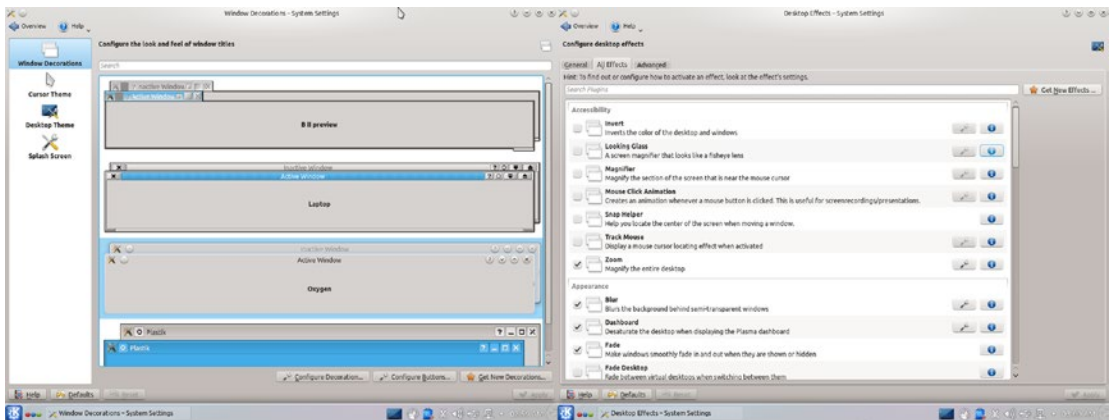 Window Decorations – System Settings
Overview Help
Configure the look and feel of window titles
Window Decorations
Cursor Theme
Desktop Theme
Splash Screen
Search
Inactive Window
Active Window
B II preview
Inactive Window
Active Window
Laptop
Inactive Window
Active Window
Oxygen
Plastik
Plastik
Configure Decoration... Configure Buttons... Get New Decorations...
Help Defaults Reset Apply
Window Decorations – System Settings
Desktop Effects – System Settings
Overview Help
Configure desktop effects
General All Effects Advanced
Hint: To find out or configure how to activate an effect, look at the effect's settings.
Search Plugins Get New Effects ...
Accessibility
Invert
Inverts the color of the desktop and windows
Looking Glass
A screen magnifier that looks like a fisheye lens
Magnifier
Magnify the section of the screen that is near the mouse cursor
Mouse Click Animation
Creates an animation whenever a mouse button is clicked. This is useful for screenrecordings/presentations.
Snap Helper
Help you locate the center of the screen when moving a window.
Track Mouse
Display a mouse cursor locating effect when activated
Zoom
Magnify the entire desktop
Appearance
Blur
Blurs the background behind semi-transparent windows
Dashboard
Desaturate the desktop when displaying the Plasma dashboard
Fade
Make windows smoothly fade in and out when they are shown or hidden
Fade Desktop
Fade between virtual desktops when switching between them
Help Defaults Reset Apply
Desktop Effects – System Settings